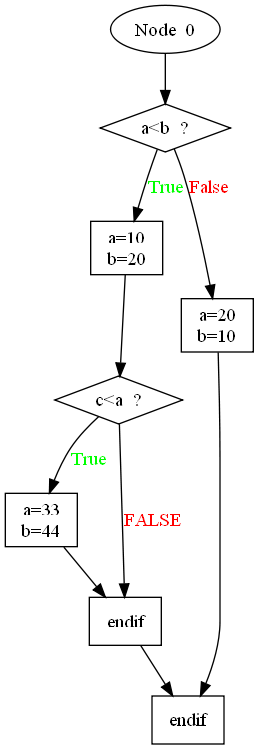 Node 0
a<b ?
True
False
a=10
b=20
a=20
b=10
c<a ?
True
a=33
b=44
FALSE
endif
endif